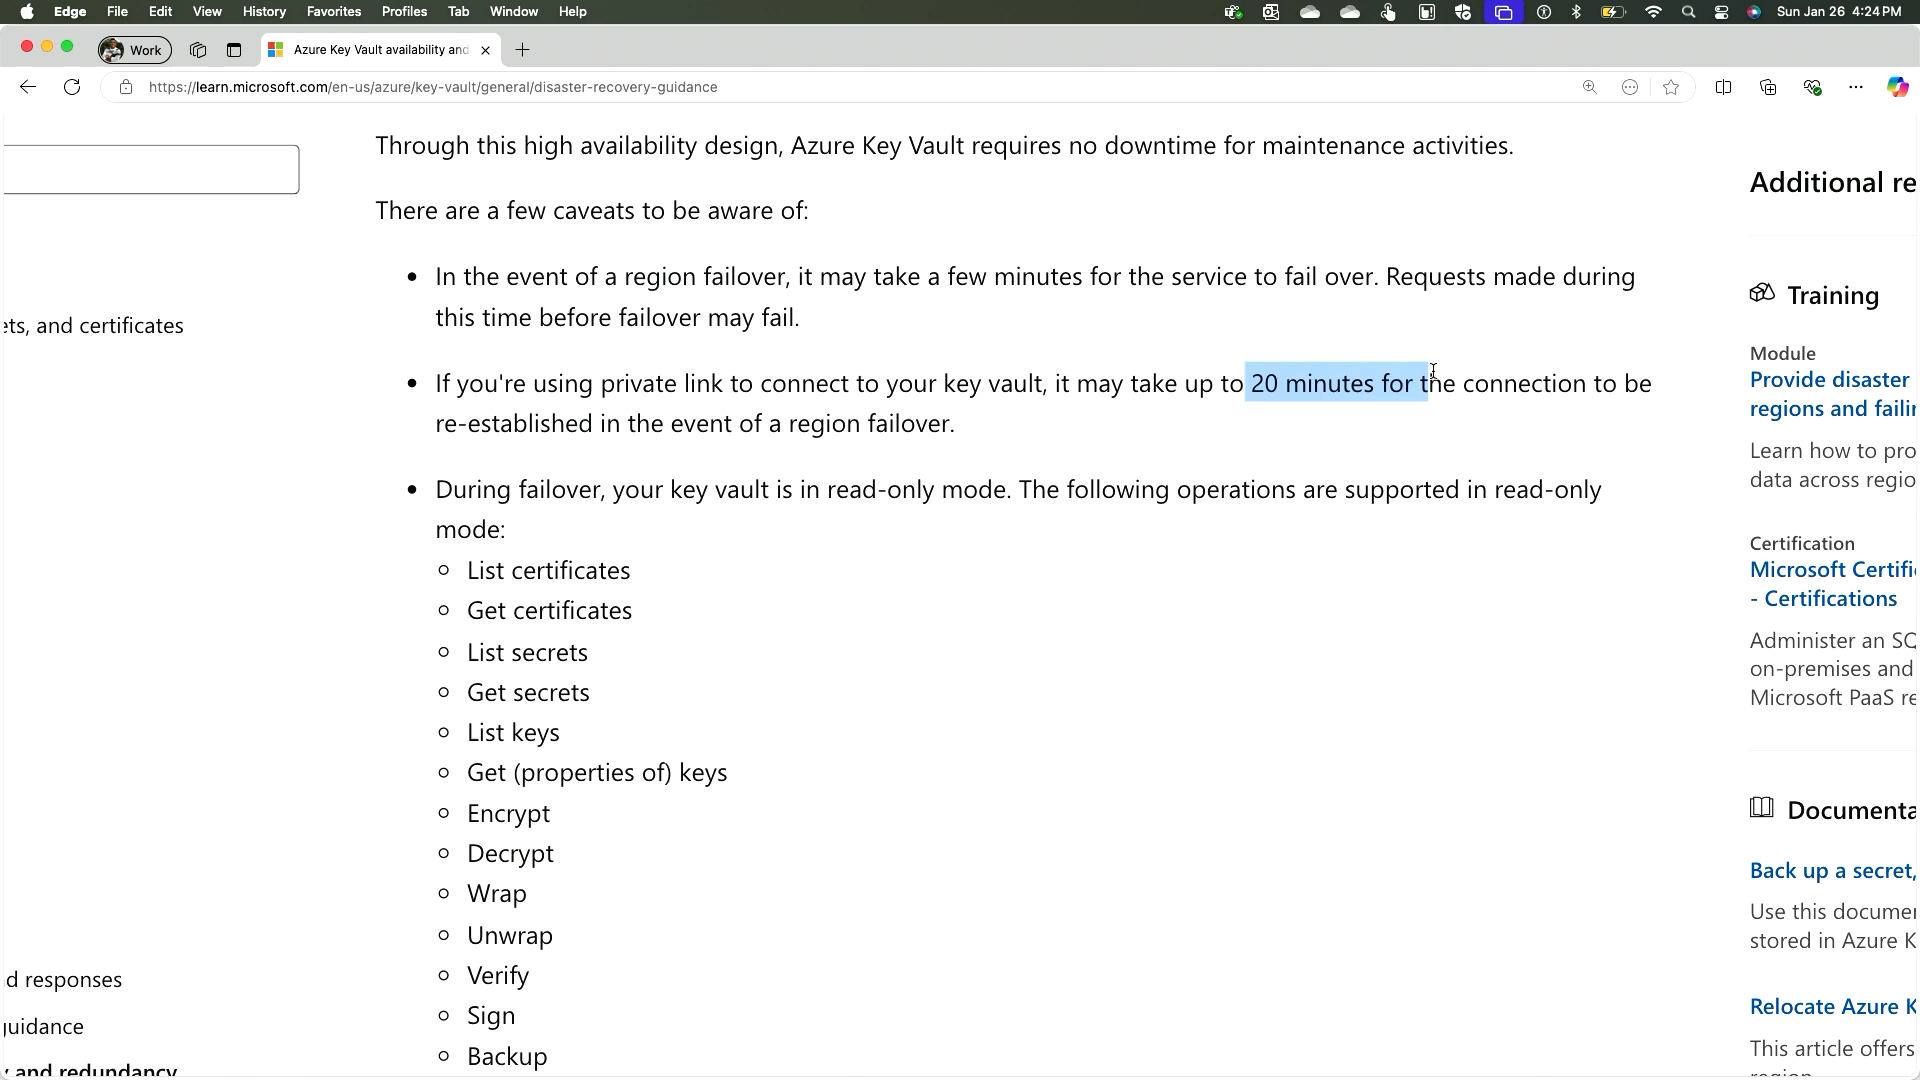 Edge File Edit View History Favorites Profiles Tab Window Help
Sun Jan 26 4:24 PM
Work
Azure Key Vault availability and
https://learn.microsoft.com/en-us/azure/key-vault/general/disaster-recovery-guidance
ets, and certificates
d responses
guidance
and redundancy
Through this high availability design, Azure Key Vault requires no downtime for maintenance activities.
There are a few caveats to be aware of:
• In the event of a region failover, it may take a few minutes for the service to fail over. Requests made during
this time before failover may fail.
• If you're using private link to connect to your key vault, it may take up to 20 minutes for the connection to be
re-established in the event of a region failover.
• During failover, your key vault is in read-only mode. The following operations are supported in read-only
mode:
List certificates
Get certificates
List secrets
Get secrets
List keys
Get (properties of) keys
Encrypt
Decrypt
Wrap
Unwrap
Verify
Sign
Backup
Additional re
Training
Module
Provide disaster
regions and failin
Learn how to pro
data across regio
Certification
Microsoft Certifi
- Certifications
Administer an SQ
on-premises and
Microsoft PaaS re
Documenta
Back up a secret,
Use this documen
stored in Azure K
Relocate Azure K
This article offers